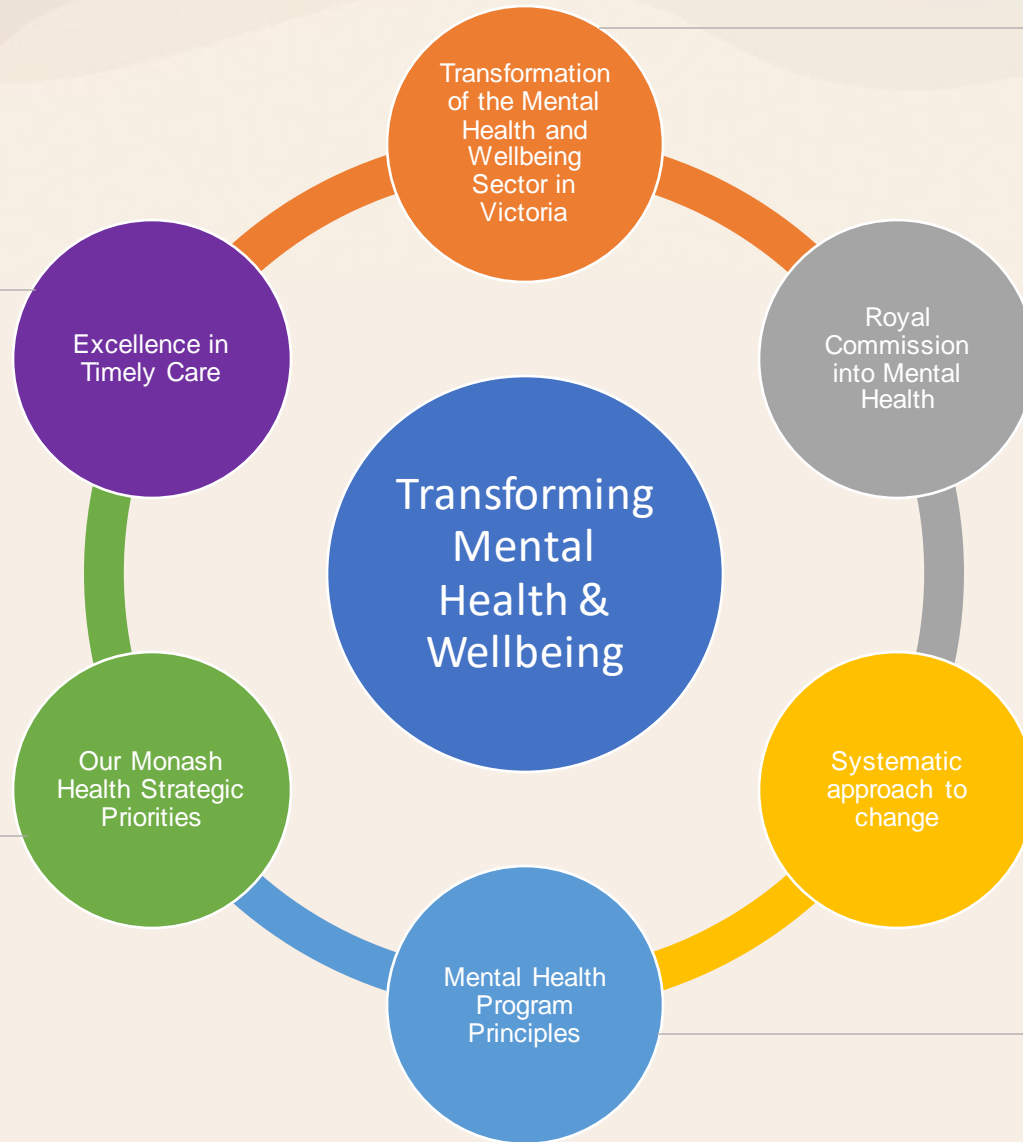 Transformation
of the Mental
Health and
Wellbeing
Sector in
Victoria
Royal
Commission
into Mental
Health
Systematic
approach to
change
Mental Health
Program
Principles
Our Monash
Health Strategic
Priorities
Excellence in
Timely Care
Transforming
Mental
Health &
Wellbeing